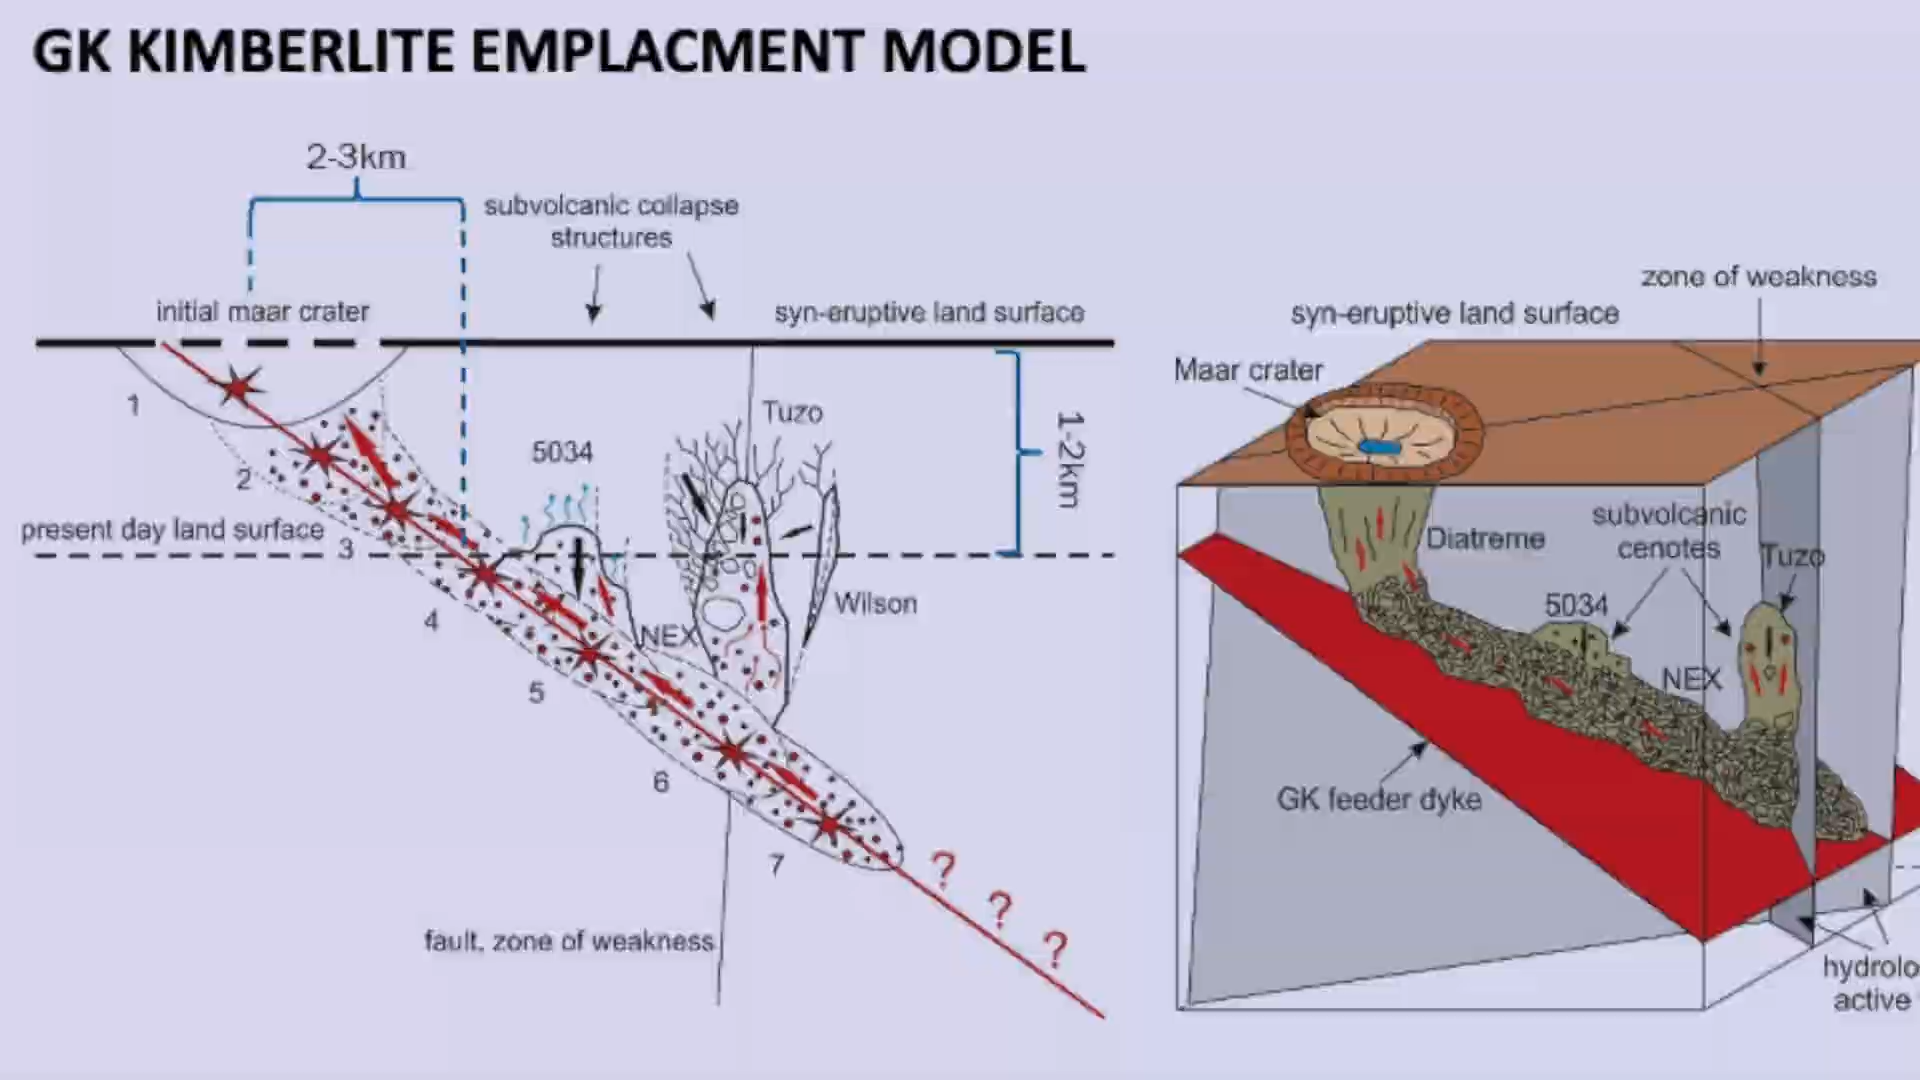 GK KIMBERLITE EMPLACMENT MODEL
2-3km
subvolcanic collapse
structures
initial maar crater
syn-eruptive land surface
1
Tuzo
5034
1-2km
2
present day land surface
3
4
Wilson
NEX
5
6
7
? ? ?
fault, zone of weakness
zone of weakness
syn-eruptive land surface
Maar crater
subvolcanic
cenotes
Diatreme
Tuzo
5034
NEX
GK feeder dyke
hydrolo
active